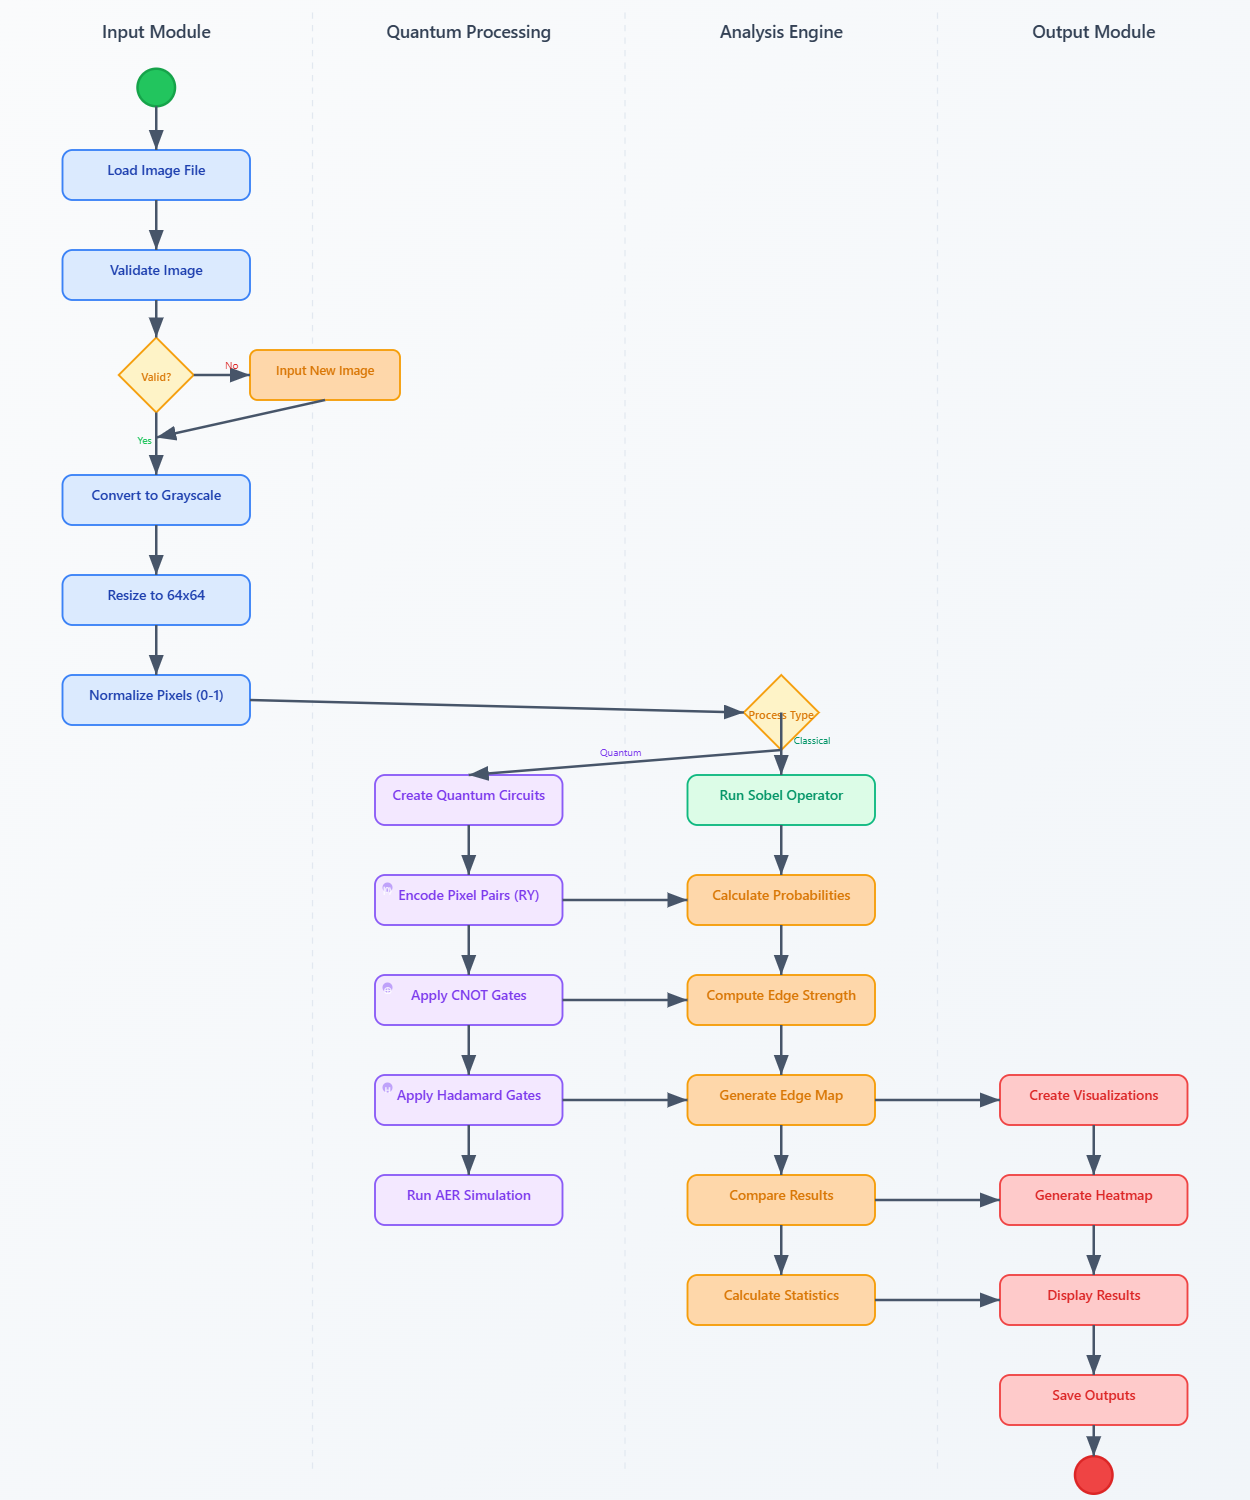 Input Module
Quantum Processing
Analysis Engine
Output Module
Load Image File
Validate Image
Valid?
No
Input New Image
Yes
Convert to Grayscale
Resize to 64x64
Normalize Pixels (0-1)
Process Type
Classical
Quantum
Create Quantum Circuits
Run Sobel Operator
Encode Pixel Pairs (RY)
Calculate Probabilities
Apply CNOT Gates
Compute Edge Strength
Apply Hadamard Gates
Generate Edge Map
Create Visualizations
Run AER Simulation
Compare Results
Generate Heatmap
Calculate Statistics
Display Results
Save Outputs